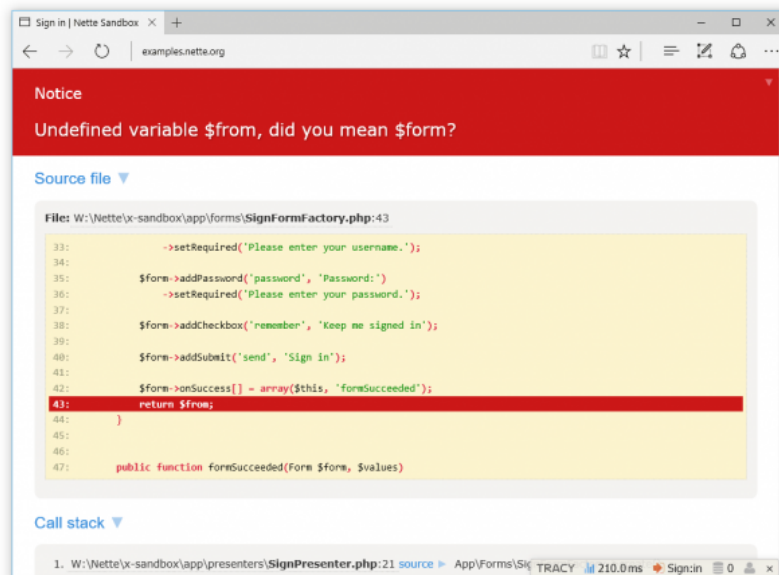 Sign in | Nette Sandbox
examples.nette.org
Notice
Undefined variable $from, did you mean $form?
Source file ▼
File: W:\Nette\x-sandbox\app\forms\SignFormFactory.php:43
33: ->setRequired('Please enter your username.');
34:
35: $form->addPassword('password', 'Password:')
36: ->setRequired('Please enter your password.');
37:
38: $form->addCheckbox('remember', 'Keep me signed in');
39:
40: $form->addSubmit('send', 'Sign in');
41:
42: $form->onSuccess[] = array($this, 'formSucceeded');
43: return $from;
44: }
45:
46:
47: public function formSucceeded(Form $form, $values)
Call stack ▼
1. W:\Nette\x-sandbox\app\presenters\SignPresenter.php:21 source ► App\Forms\Sig
TRACY 210.0 ms Sign:in 0 ×